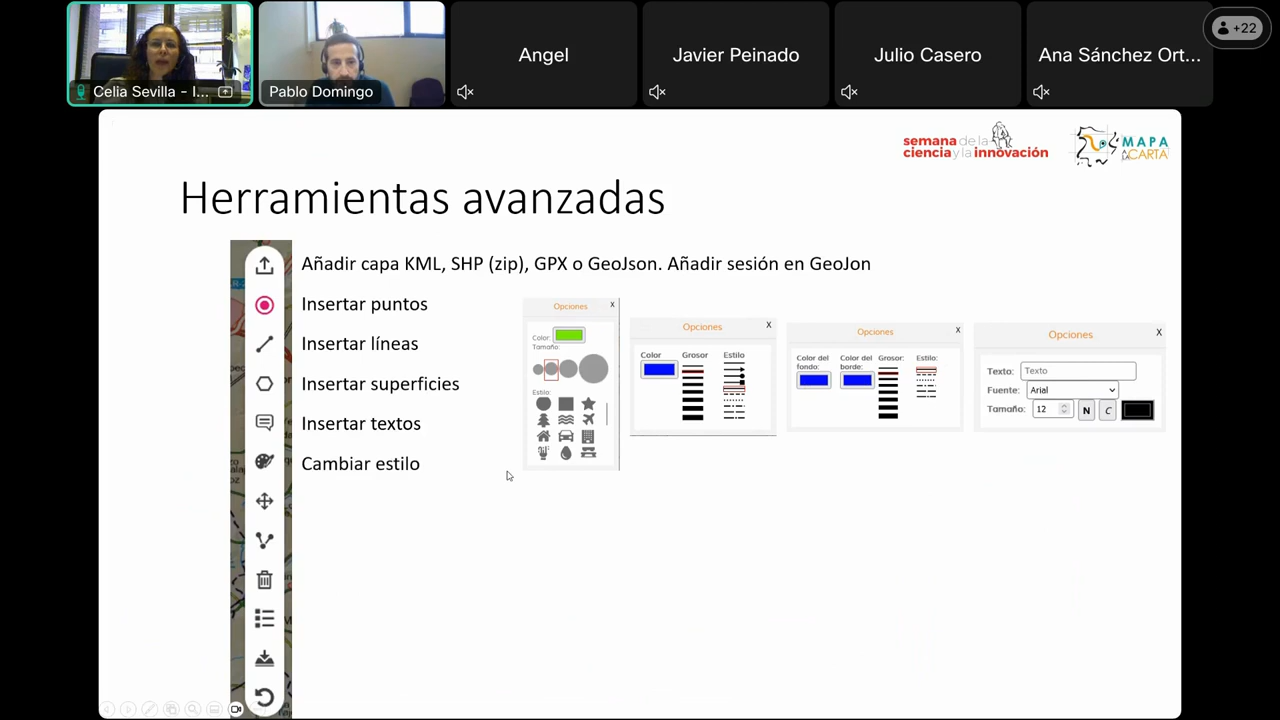 Celia Sevilla - I...
Pablo Domingo
Angel
Javier Peinado
Julio Casero
Ana Sánchez Ort...
+22
semana de la
ciencia y la innovación
MAPA
A LA CARTA
Herramientas avanzadas
Añadir capa KML, SHP (zip), GPX o GeoJson. Añadir sesión en GeoJon
Insertar puntos
Insertar líneas
Insertar superficies
Insertar textos
Cambiar estilo
Opciones X
Color:
Tamaño:
Estilo:
Opciones X
Color Grosor Estilo
Opciones X
Color del fondo: Color del borde: Grosor: Estilo:
Opciones X
Texto: Texto
Fuente: Arial
Tamaño: 12 N C